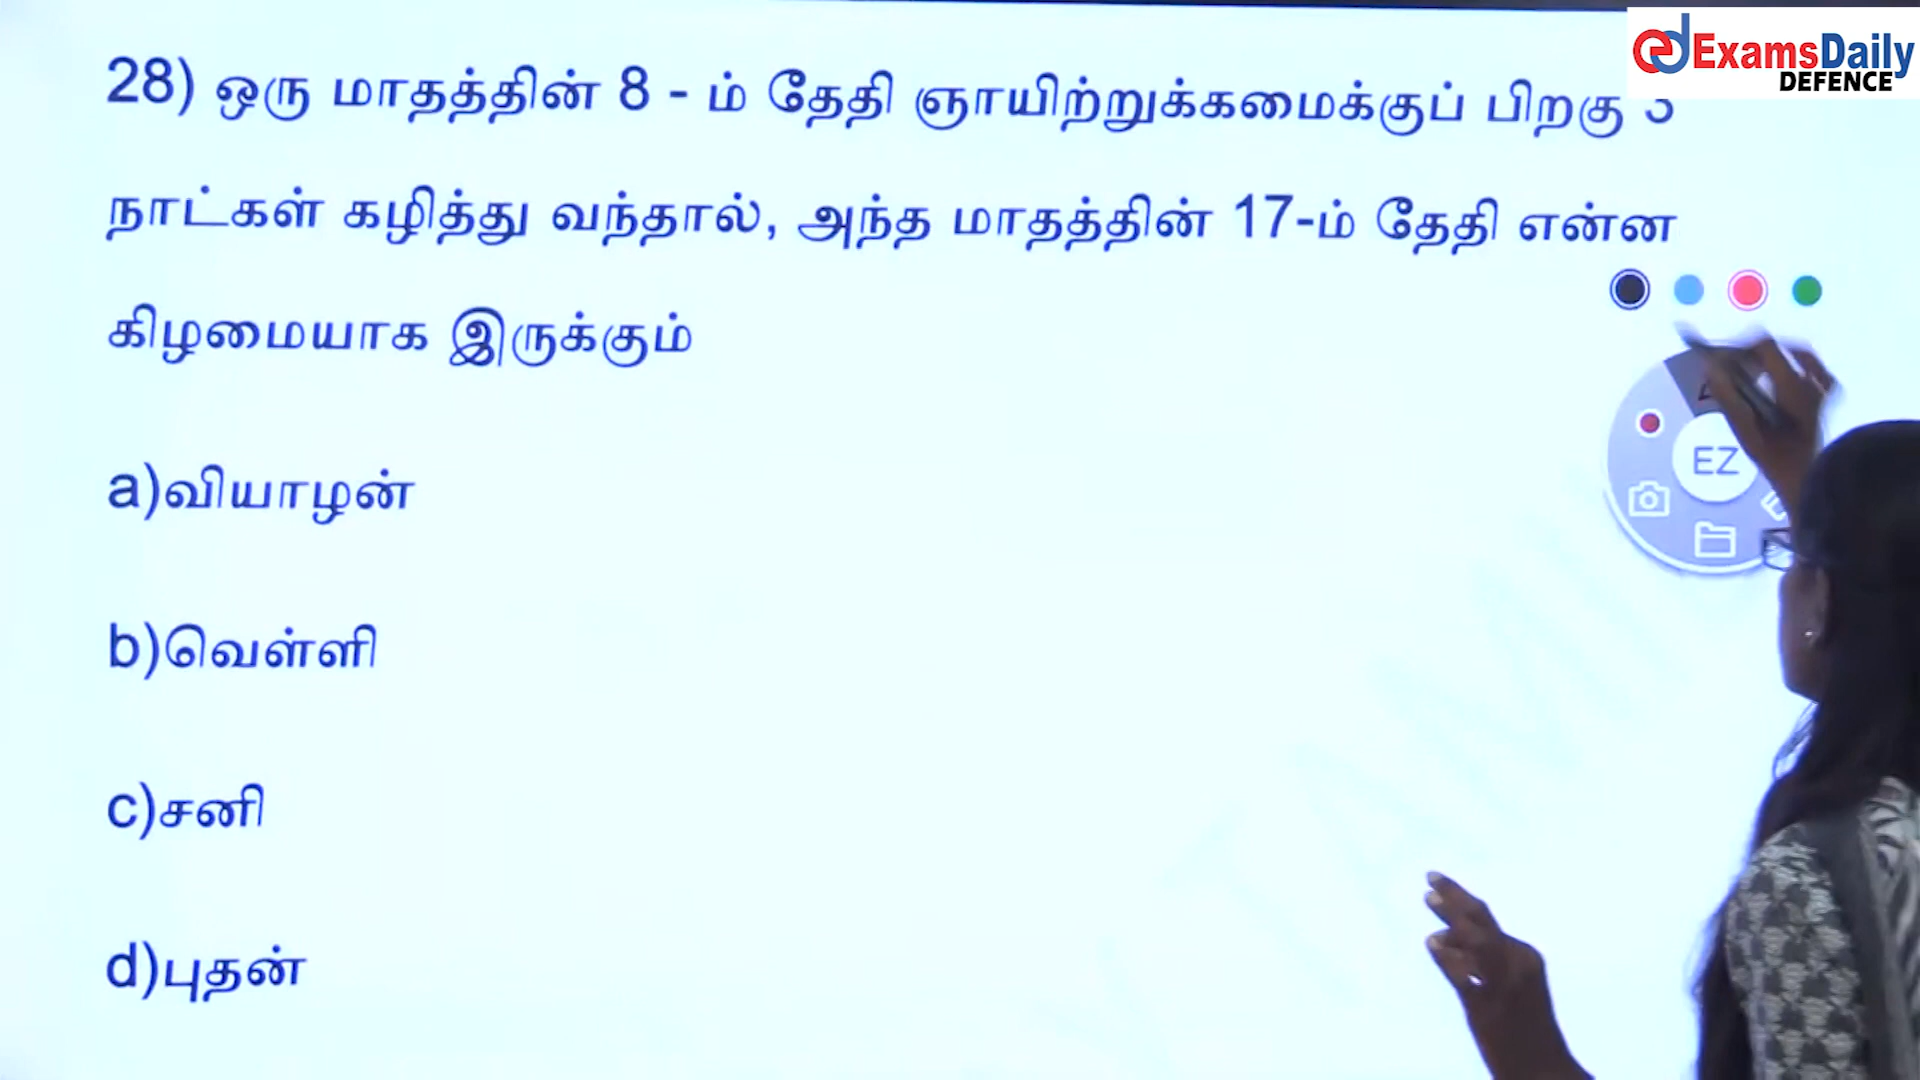 ExamsDaily
DEFENCE
28) ஒரு மாதத்தின் 8 - ம் தேதி ஞாயிற்றுக்கமைக்குப் பிறகு 3
நாட்கள் கழித்து வந்தால், அந்த மாதத்தின் 17-ம் தேதி என்ன
கிழமையாக இருக்கும்
EZ
a)வியாழன்
b)வெள்ளி
c)சனி
d)புதன்